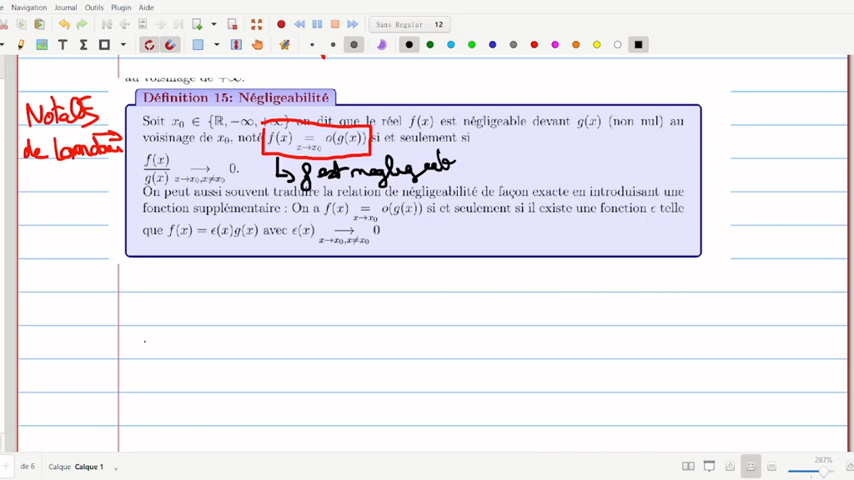 Navigation Journal Outils Plugin Aide
Sans Regular 12
au voisinage de +∞.
Notations
de Landau
Définition 15: Négligeabilité
Soit x₀ ∈ {ℝ, −∞, +∞} on dit que le réel f(x) est négligeable devant g(x) (non nul) au
voisinage de x₀, noté f(x) = o(g(x)) si et seulement si
x→x₀
f(x)
g(x) x→x₀,x≠x₀ ⟶ 0.
↳ f est negligeab
On peut aussi souvent traduire la relation de négligeabilité de façon exacte en introduisant une
fonction supplémentaire : On a f(x) = o(g(x)) si et seulement si il existe une fonction ϵ telle
x→x₀
que f(x) = ϵ(x)g(x) avec ϵ(x) ⟶ 0
x→x₀,x≠x₀
de 6 Calque Calque 1 287%